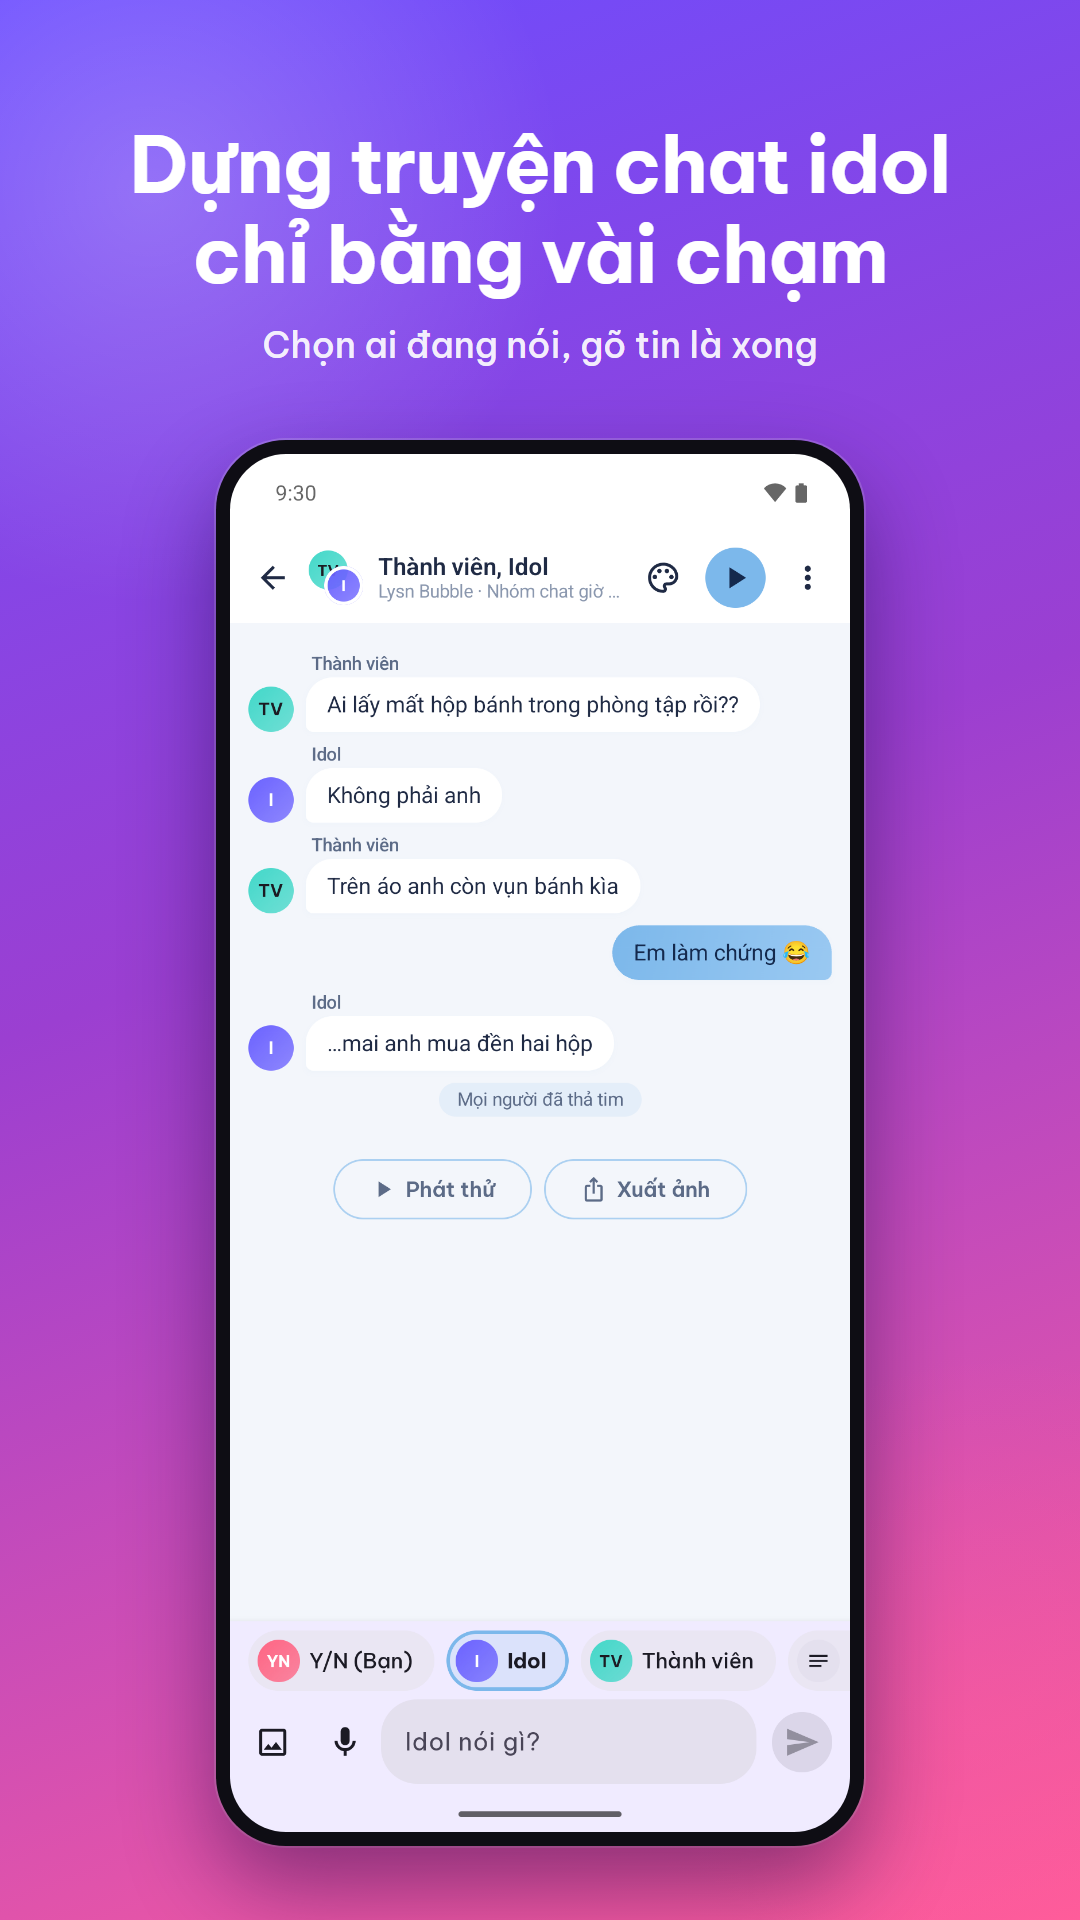 Dựng truyện chat idol
chỉ bằng vài chạm
Chọn ai đang nói, gõ tin là xong
9:30
TV
I
Thành viên, Idol
Lysn Bubble · Nhóm chat giờ ...
Thành viên
TV
Ai lấy mất hộp bánh trong phòng tập rồi??
Idol
I
Không phải anh
Thành viên
TV
Trên áo anh còn vụn bánh kìa
Em làm chứng 😂
Idol
I
...mai anh mua đền hai hộp
Mọi người đã thả tim
Phát thử
Xuất ảnh
YN Y/N (Bạn)
I Idol
TV Thành viên
Idol nói gì?